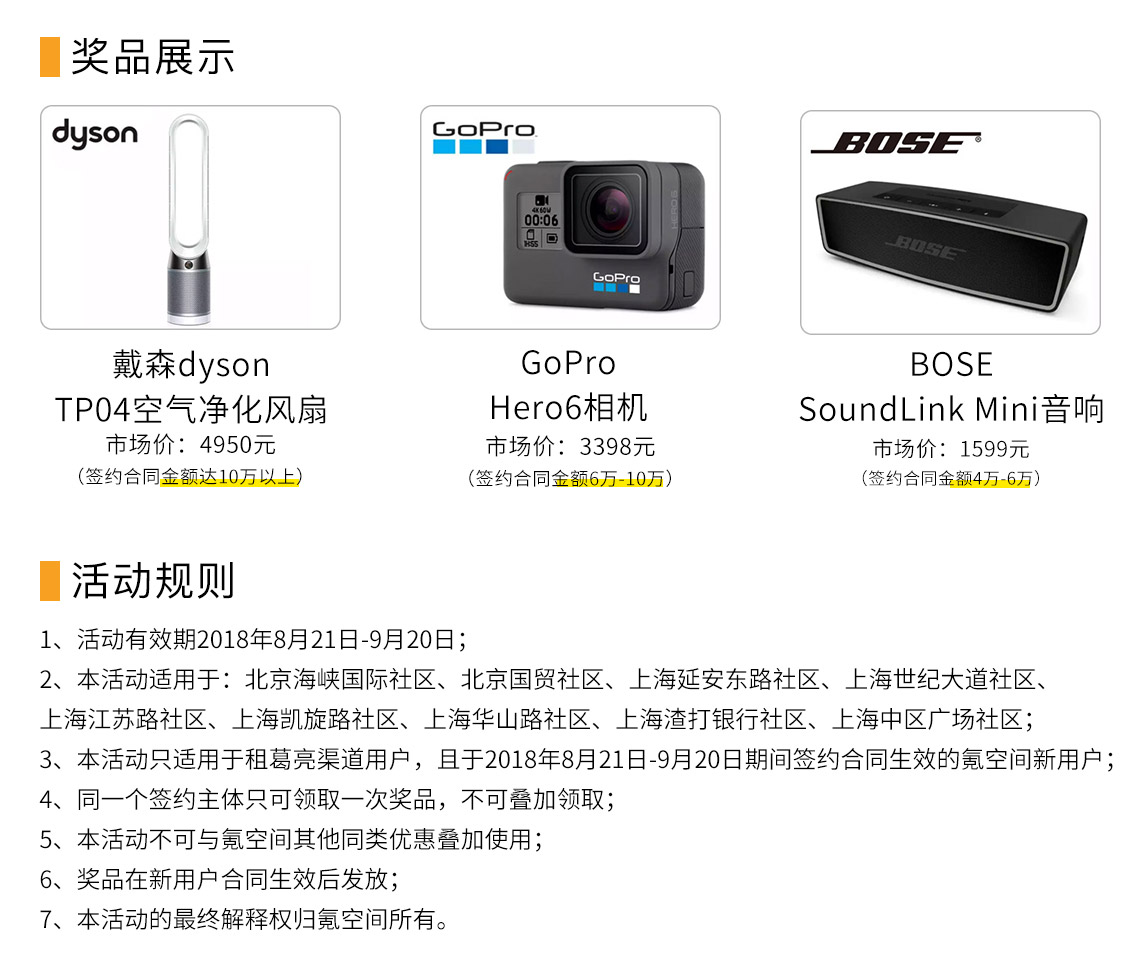 奖品展示
dyson
GoPro
BOSE
4K60W
00:06
1H55
HERO6
GoPro
BOSE
戴森dyson
TP04空气净化风扇
市场价：4950元
（签约合同金额达10万以上）
GoPro
Hero6相机
市场价：3398元
（签约合同金额6万-10万）
BOSE
SoundLink Mini音响
市场价：1599元
（签约合同金额4万-6万）
活动规则
1、活动有效期2018年8月21日-9月20日；
2、本活动适用于：北京海峡国际社区、北京国贸社区、上海延安东路社区、上海世纪大道社区、
上海江苏路社区、上海凯旋路社区、上海华山路社区、上海渣打银行社区、上海中区广场社区；
3、本活动只适用于租葛亮渠道用户，且于2018年8月21日-9月20日期间签约合同生效的氪空间新用户；
4、同一个签约主体只可领取一次奖品，不可叠加领取；
5、本活动不可与氪空间其他同类优惠叠加使用；
6、奖品在新用户合同生效后发放；
7、本活动的最终解释权归氪空间所有。